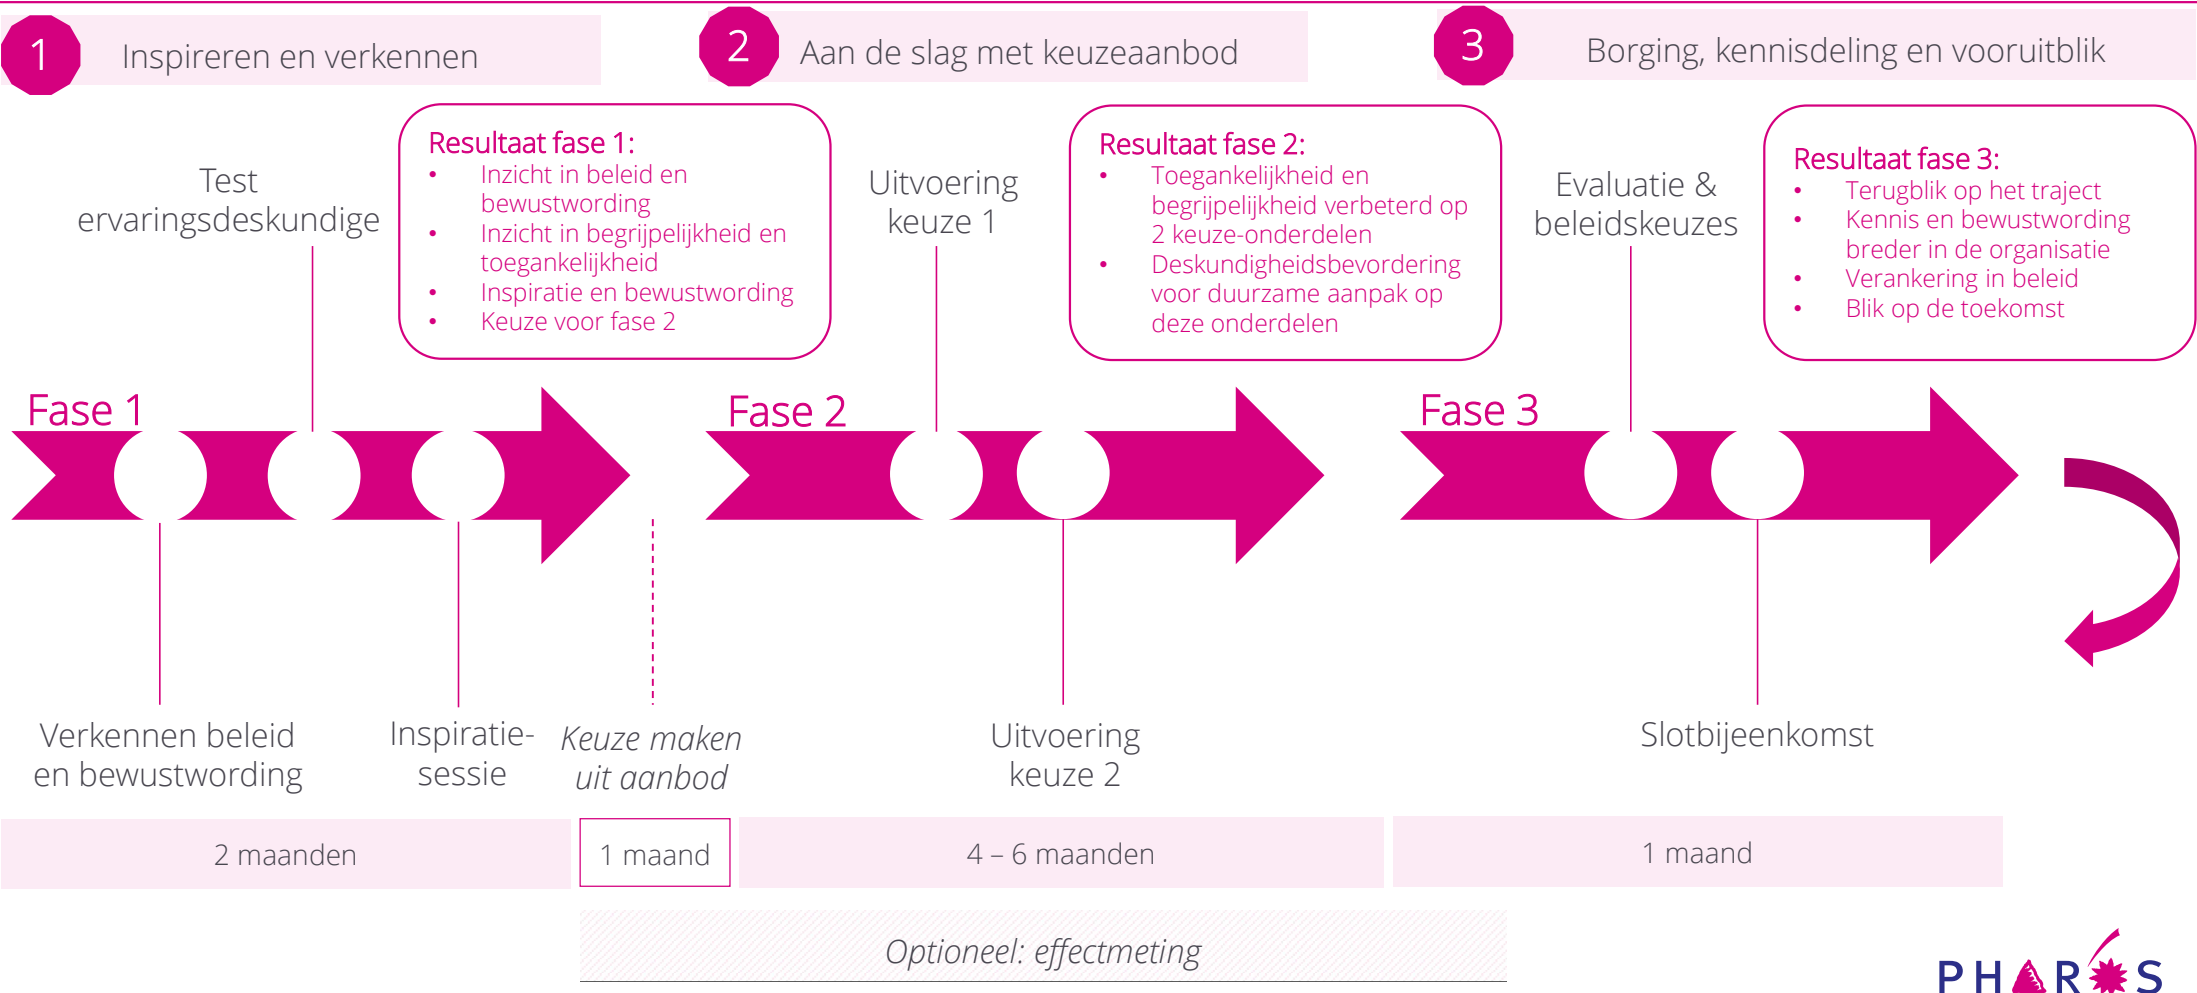 1
Inspireren en verkennen
2
Aan de slag met keuzeaanbod
3
Borging, kennisdeling en vooruitblik
Test
ervaringsdeskundige
Resultaat fase 1:
• Inzicht in beleid en
bewustwording
• Inzicht in begrijpelijkheid en
toegankelijkheid
• Inspiratie en bewustwording
• Keuze voor fase 2
Uitvoering
keuze 1
Resultaat fase 2:
• Toegankelijkheid en
begrijpelijkheid verbeterd op
2 keuze-onderdelen
• Deskundigheidsbevordering
voor duurzame aanpak op
deze onderdelen
Evaluatie &
beleidskeuzes
Resultaat fase 3:
• Terugblik op het traject
• Kennis en bewustwording
breder in de organisatie
• Verankering in beleid
• Blik op de toekomst
Fase 1
Fase 2
Fase 3
Verkennen beleid
en bewustwording
Inspiratie-
sessie
Keuze maken
uit aanbod
Uitvoering
keuze 2
Slotbijeenkomst
2 maanden
1 maand
4 – 6 maanden
1 maand
Optioneel: effectmeting
PHAROS